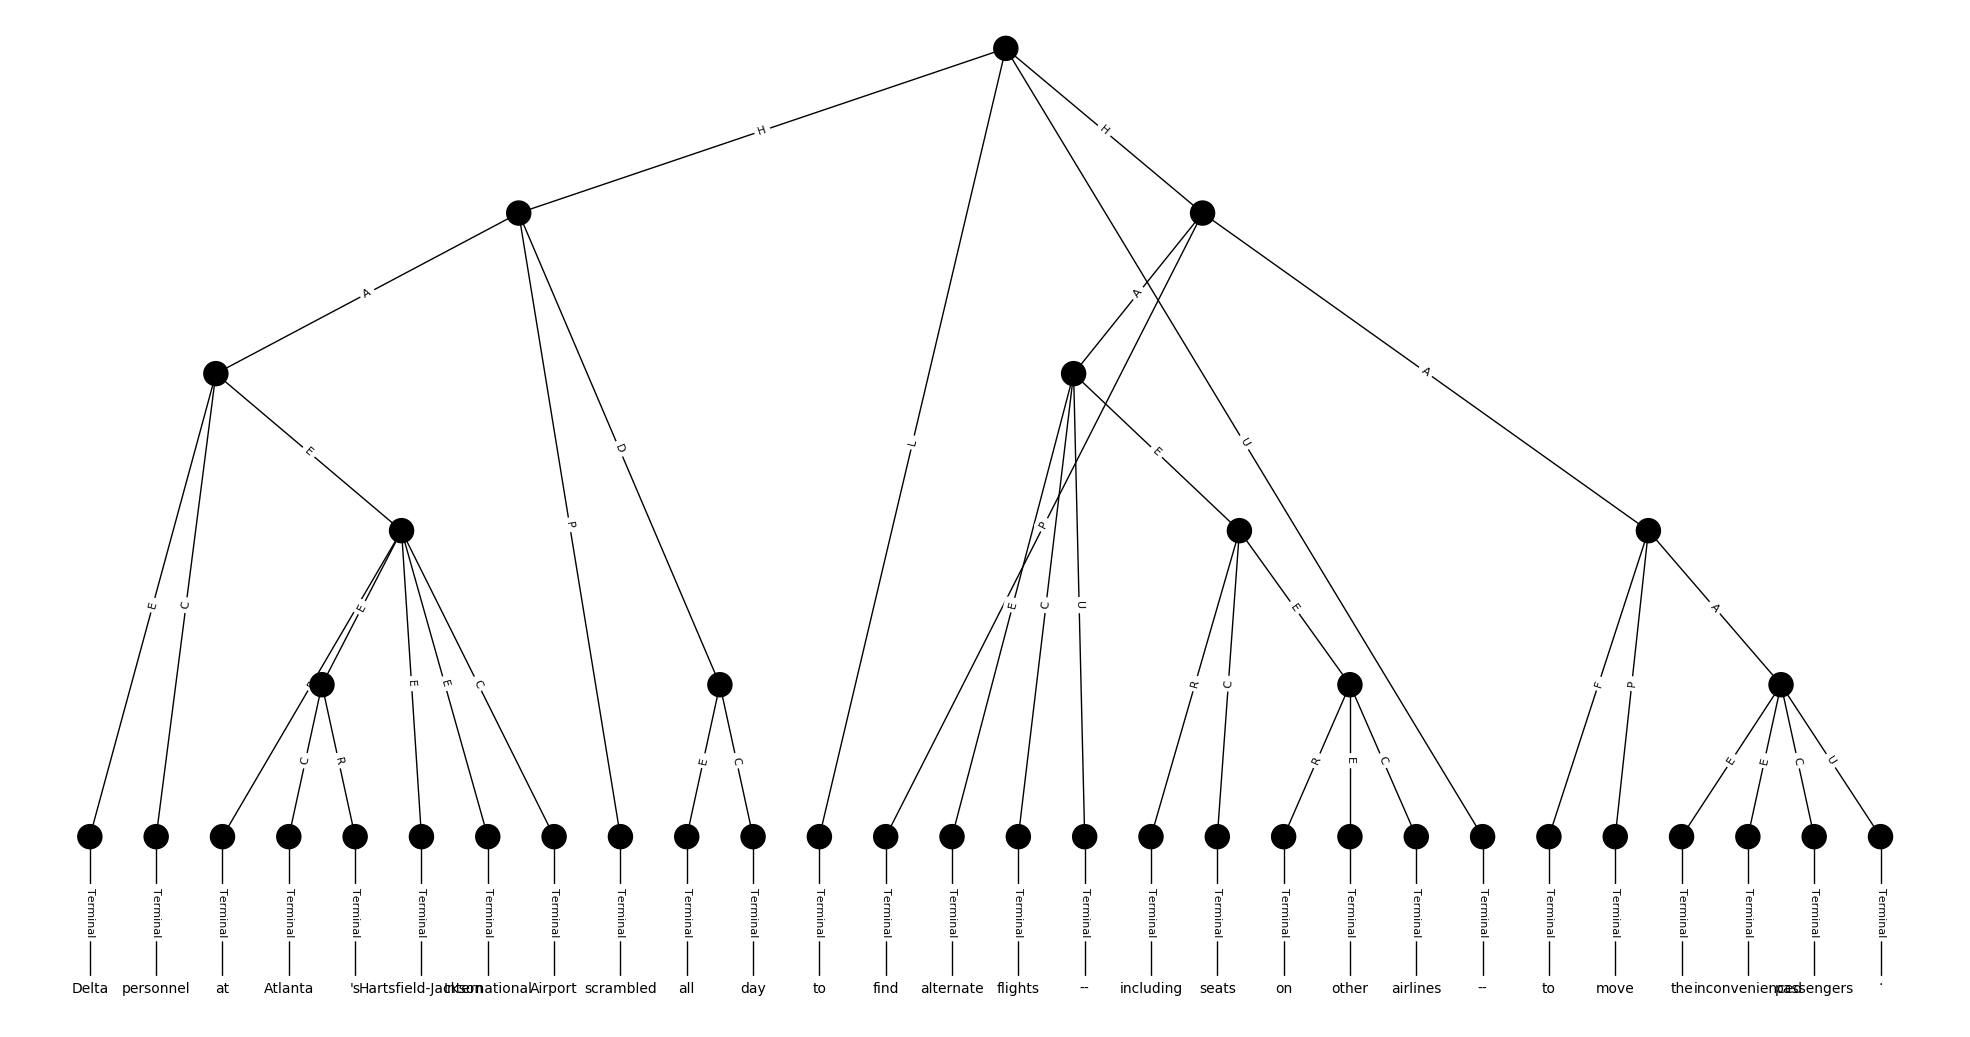 H H
A A
A
E D L E U
P P
E C E C U E F P A
E E E E C R C
C R E C R E C E E C U
Terminal Terminal Terminal Terminal Terminal Terminal Terminal Terminal Terminal Terminal Terminal Terminal Terminal Terminal Terminal Terminal Terminal Terminal Terminal Terminal Terminal Terminal Terminal Terminal Terminal Terminal Terminal Terminal
Delta personnel at Atlanta 's Hartsfield-Jackson International Airport scrambled all day to find alternate flights -- including seats on other airlines -- to move the inconvenienced passengers .